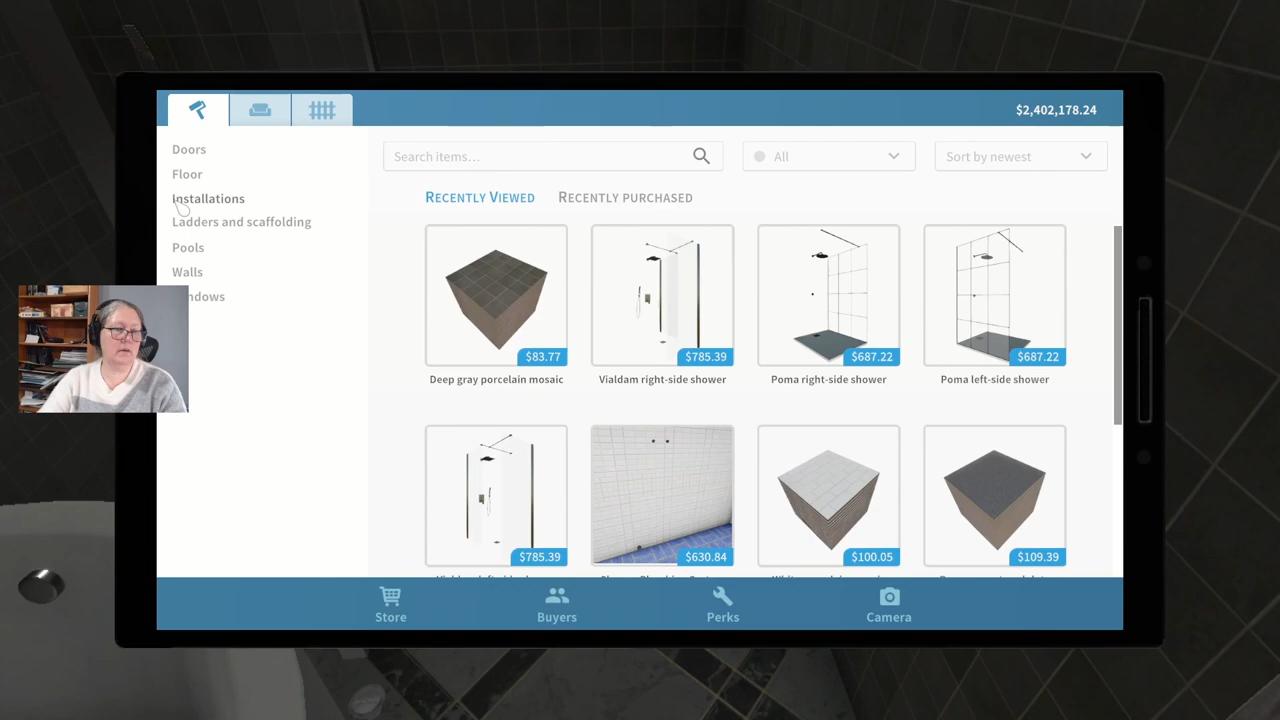 $2,402,178.24
Doors
Floor
Installations
Ladders and scaffolding
Pools
Walls
Search items...
All
Sort by newest
RECENTLY VIEWED
RECENTLY PURCHASED
$83.77
$785.39
$687.22
$687.22
Deep gray porcelain mosaic
Vialdam right-side shower
Poma right-side shower
Poma left-side shower
$785.39
$630.84
$100.05
$109.39
Store
Buyers
Perks
Camera